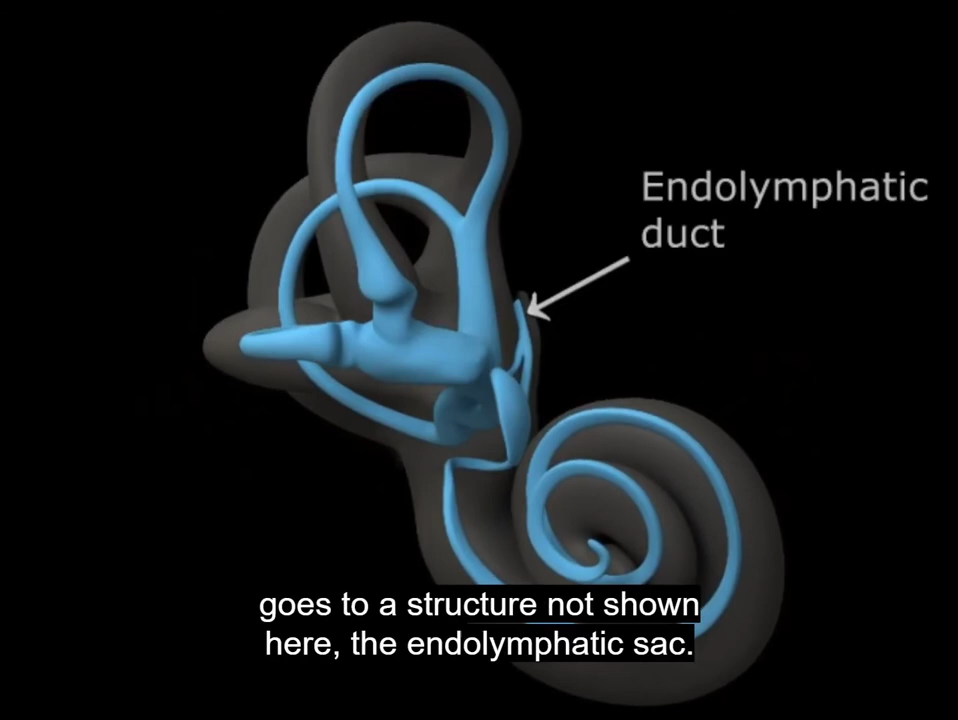 Endolymphatic
duct
goes to a structure not shown
here, the endolymphatic sac.